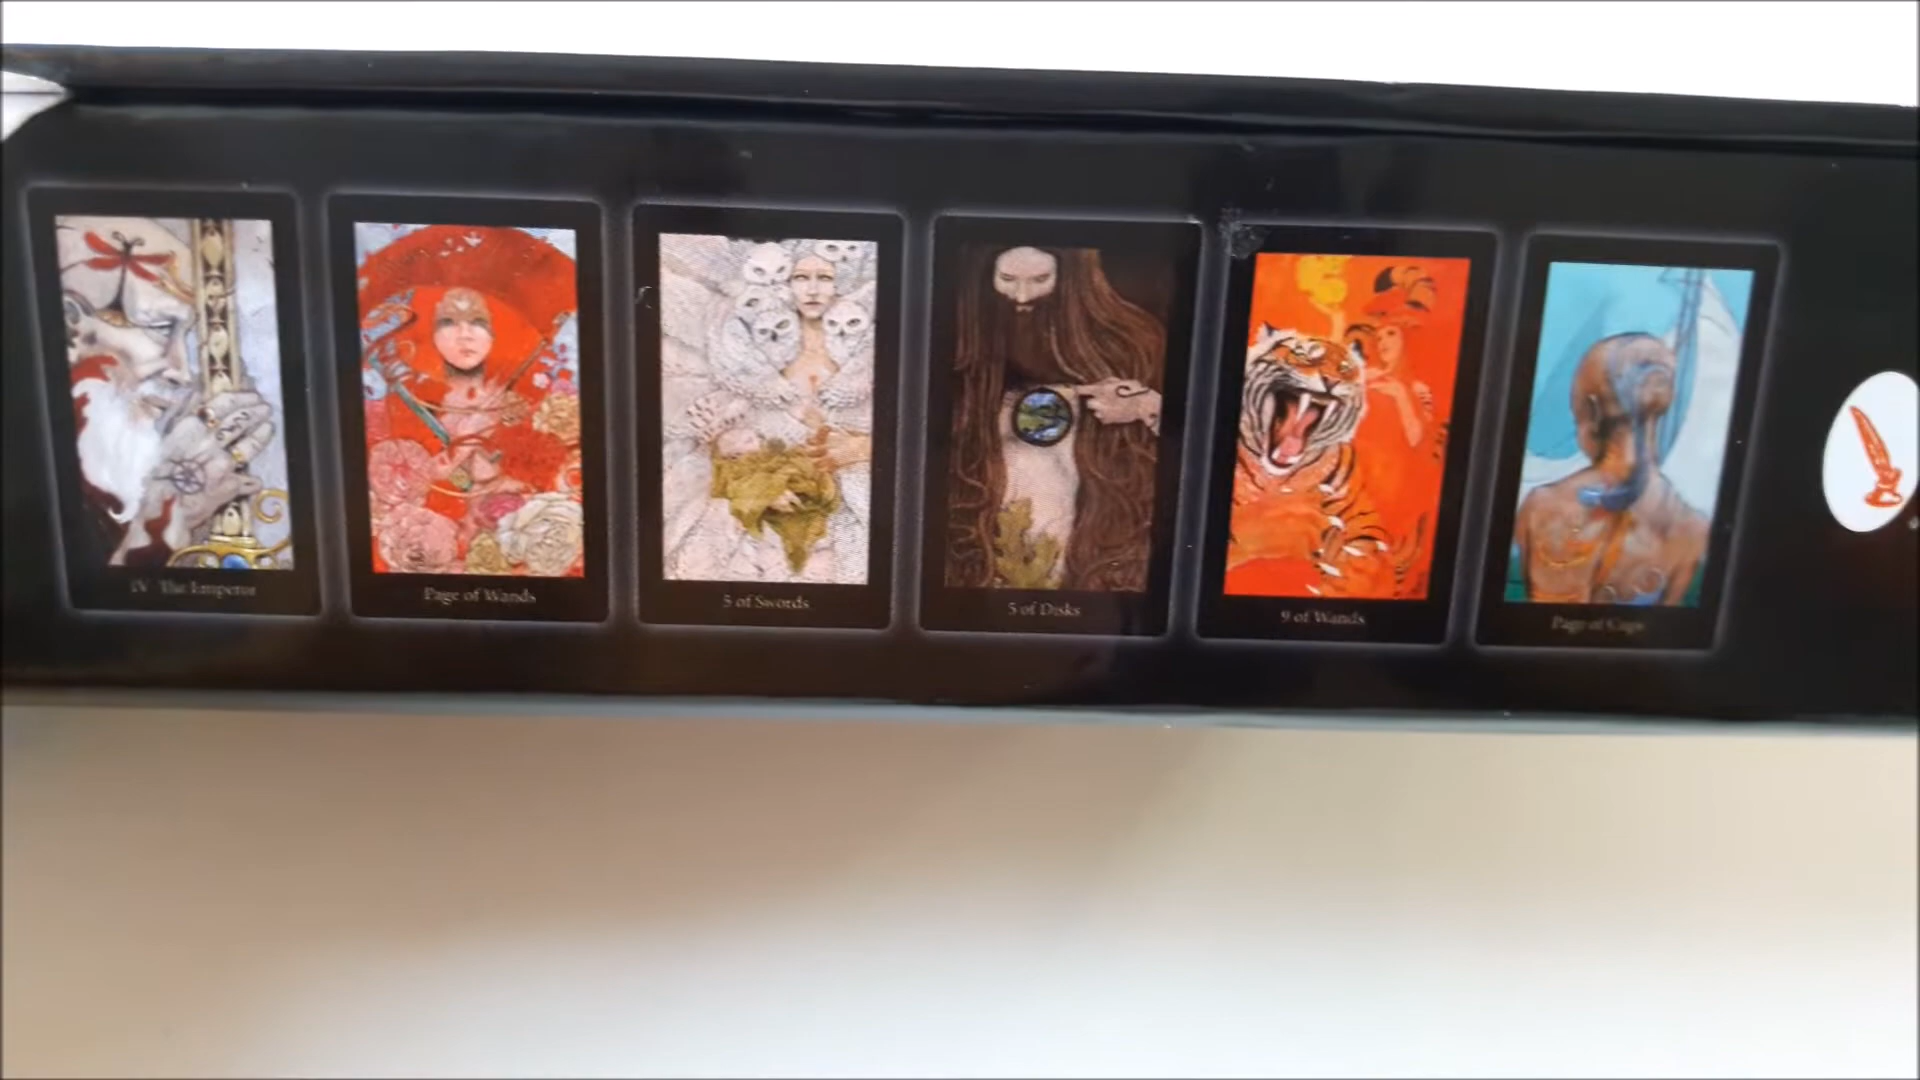 IV The Emperor
Page of Wands
5 of Swords
5 of Disks
9 of Wands
Page of Cups